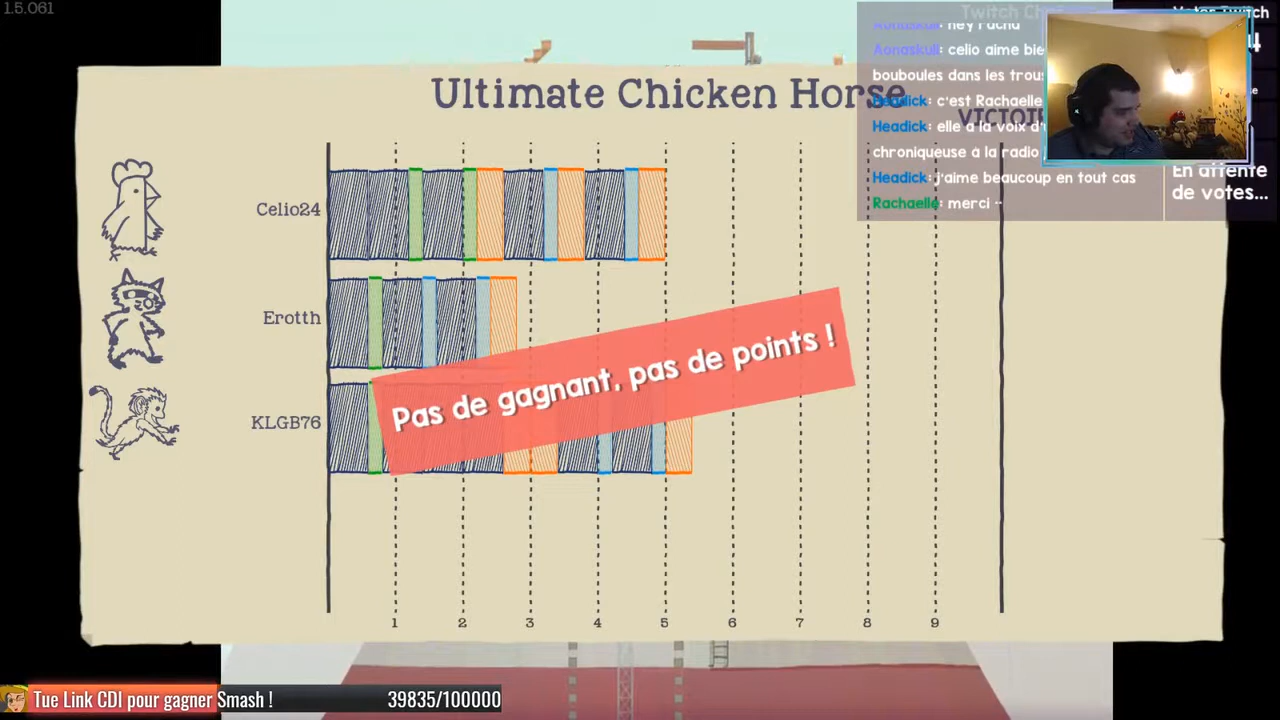 1.5.061
Ultimate Chicken Horse
Celio24
Erotth
KLGB76
Pas de gagnant, pas de points !
1 2 3 4 5 6 7 8 9
Twitch
Aonaskull: hey racha
Aonaskull: celio aime
bouboules dans les trous
Headick: c'est Rachaelle
Headick: elle a la voix
chroniqueuse à la radio
Headick: j'aime beaucoup en tout cas
Rachaelle: merci
Twitch
En attente
de votes...
Tue Link CDI pour gagner Smash !
39835/100000